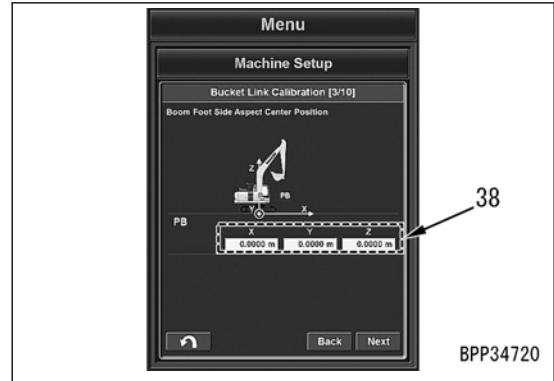 Menu
Machine Setup
Bucket Link Calibration [3/10]
Boom Foot Side Aspect Center Position
Z
PB
Y X
PB
X Y Z
0.0000 m 0.0000 m 0.0000 m
38
Back Next
BPP34720